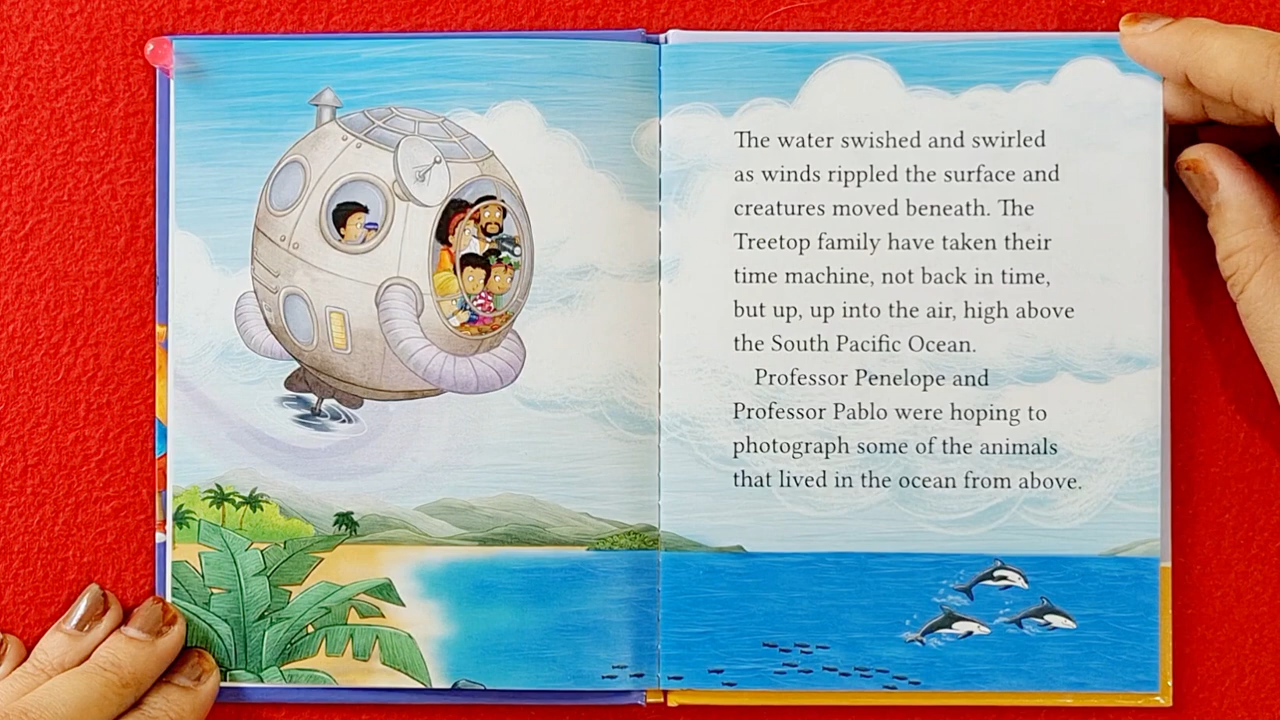 The water swished and swirled
as winds rippled the surface and
creatures moved beneath. The
Treetop family have taken their
time machine, not back in time,
but up, up into the air, high above
the South Pacific Ocean.
Professor Penelope and
Professor Pablo were hoping to
photograph some of the animals
that lived in the ocean from above.